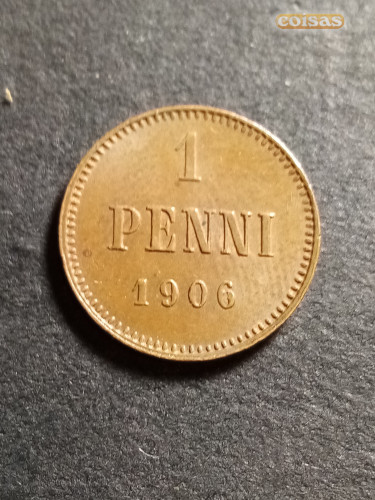 coisas
1
PENNI
1906